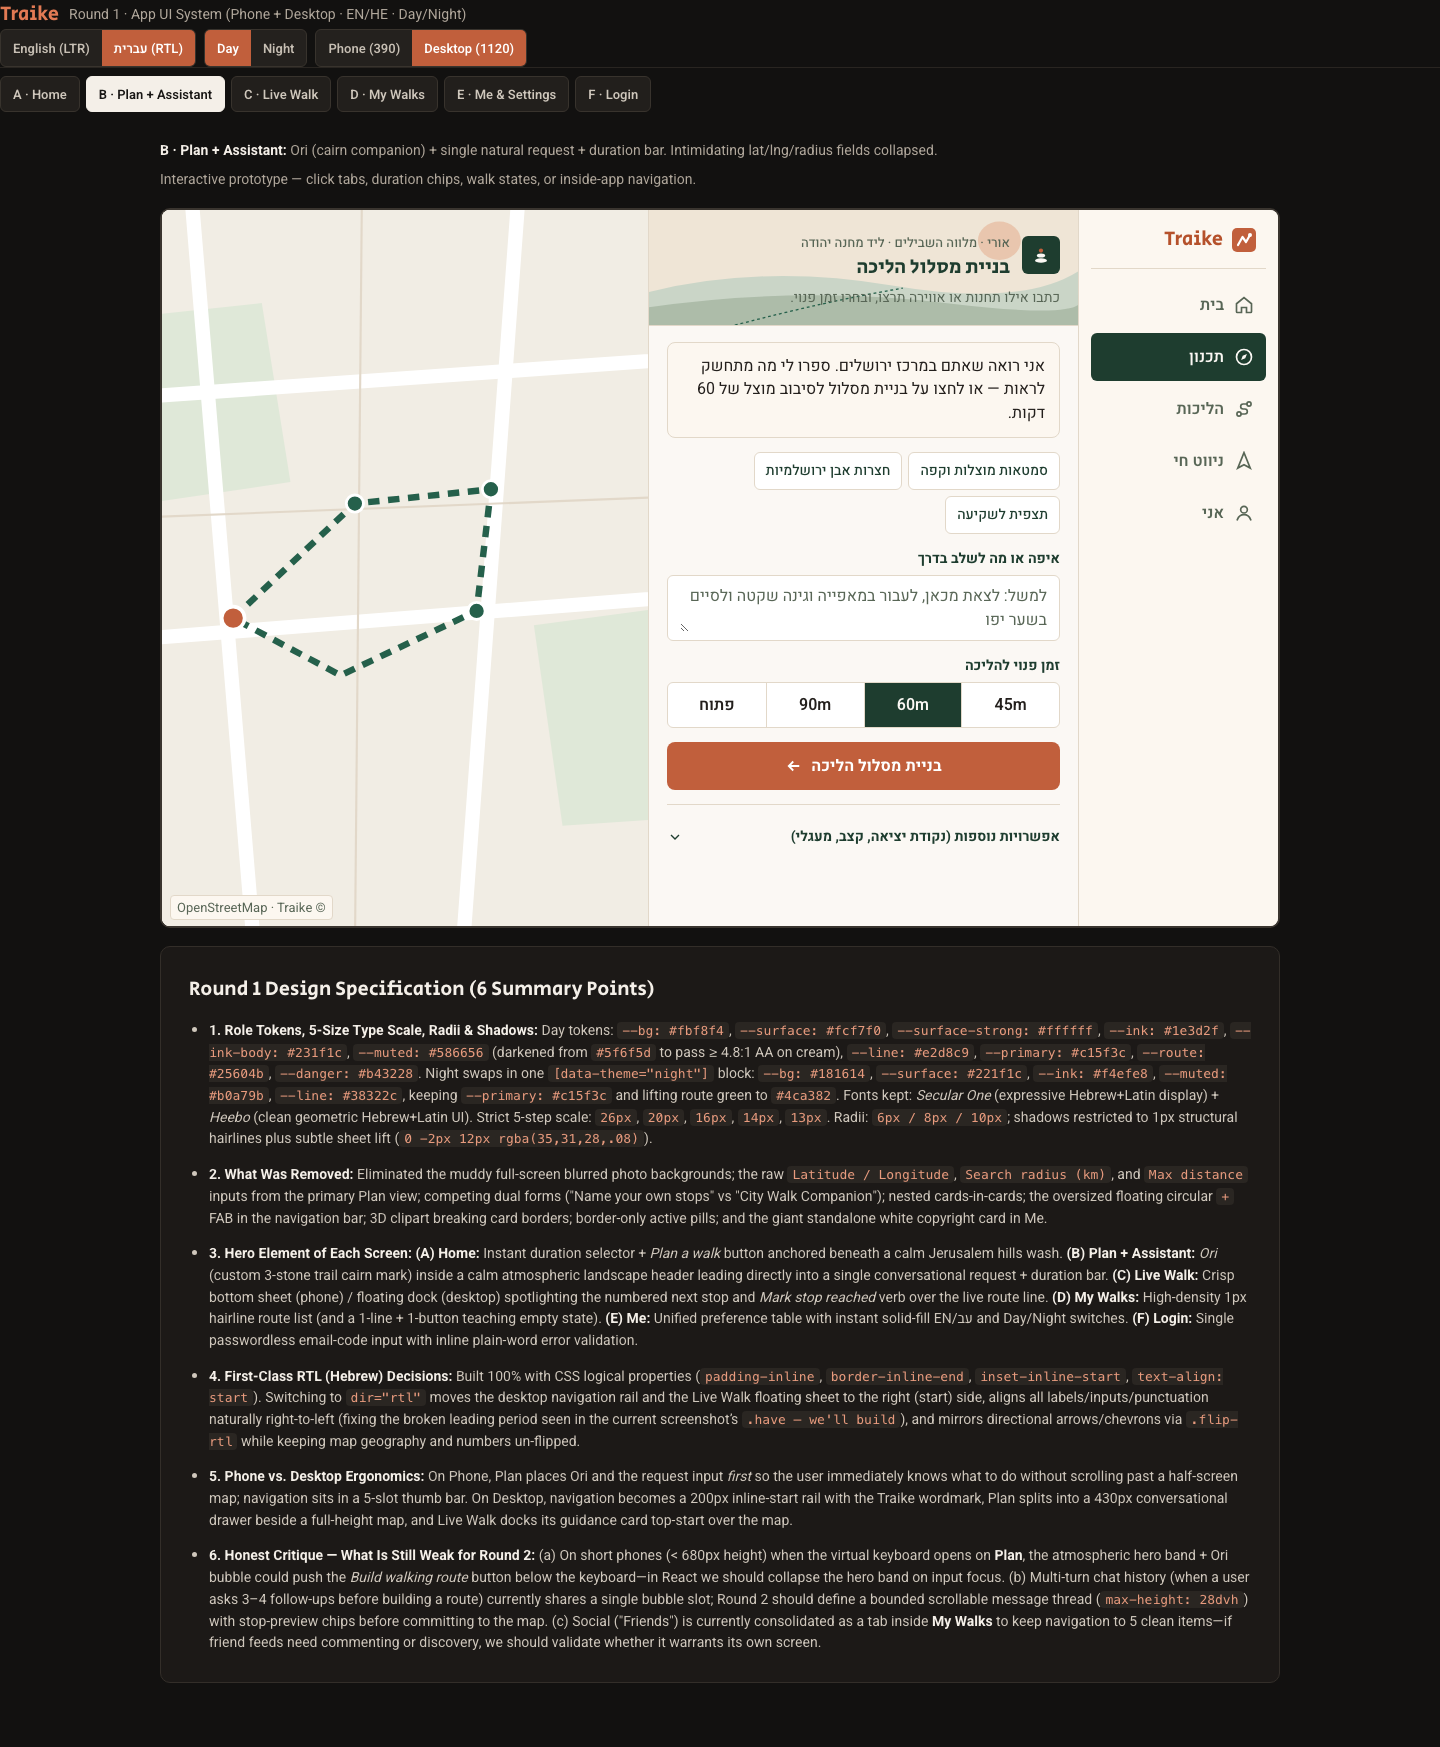 Traike Round 1 · App UI System (Phone + Desktop · EN/HE · Day/Night)
English (LTR) עברית (RTL) Day Night Phone (390) Desktop (1120)
A · Home B · Plan + Assistant C · Live Walk D · My Walks E · Me & Settings F · Login
B · Plan + Assistant: Ori (cairn companion) + single natural request + duration bar. Intimidating lat/lng/radius fields collapsed.
Interactive prototype — click tabs, duration chips, walk states, or inside-app navigation.
Traike
בית
תכנון
הליכות
ניווט חי
אני
אורי · מלווה השבילים · ליד מחנה יהודה
בניית מסלול הליכה
כתבו אילו תחנות או אווירה תרצו, ובחרו זמן פנוי.
אני רואה שאתם במרכז ירושלים. ספרו לי מה מתחשק
לראות — או לחצו על בניית מסלול לסיבוב מוצל של 60
דקות.
סמטאות מוצלות וקפה חצרות אבן ירושלמיות
תצפית לשקיעה
איפה או מה לשלב בדרך
למשל: לצאת מכאן, לעבור במאפייה וגינה שקטה ולסיים
בשער יפו
זמן פנוי להליכה
45m 60m 90m פתוח
בניית מסלול הליכה ←
אפשרויות נוספות (נקודת יציאה, קצב, מעגלי)
OpenStreetMap · Traike ©
Round 1 Design Specification (6 Summary Points)
• 1. Role Tokens, 5-Size Type Scale, Radii & Shadows: Day tokens: --bg: #fbf8f4 , --surface: #fcf7f0 , --surface-strong: #ffffff , --ink: #1e3d2f , --
ink-body: #231f1c , --muted: #586656 (darkened from #5f6f5d to pass ≥ 4.8:1 AA on cream), --line: #e2d8c9 , --primary: #c15f3c , --route:
#25604b , --danger: #b43228 . Night swaps in one [data-theme="night"] block: --bg: #181614 , --surface: #221f1c , --ink: #f4efe8 , --muted:
#b0a79b , --line: #38322c , keeping --primary: #c15f3c and lifting route green to #4ca382 . Fonts kept: Secular One (expressive Hebrew+Latin display) +
Heebo (clean geometric Hebrew+Latin UI). Strict 5-step scale: 26px , 20px , 16px , 14px , 13px . Radii: 6px / 8px / 10px ; shadows restricted to 1px structural
hairlines plus subtle sheet lift ( 0 -2px 12px rgba(35,31,28,.08) ).
• 2. What Was Removed: Eliminated the muddy full-screen blurred photo backgrounds; the raw Latitude / Longitude , Search radius (km) , and Max distance
inputs from the primary Plan view; competing dual forms ("Name your own stops" vs "City Walk Companion"); nested cards-in-cards; the oversized floating circular +
FAB in the navigation bar; 3D clipart breaking card borders; border-only active pills; and the giant standalone white copyright card in Me.
• 3. Hero Element of Each Screen: (A) Home: Instant duration selector + Plan a walk button anchored beneath a calm Jerusalem hills wash. (B) Plan + Assistant: Ori
(custom 3-stone trail cairn mark) inside a calm atmospheric landscape header leading directly into a single conversational request + duration bar. (C) Live Walk: Crisp
bottom sheet (phone) / floating dock (desktop) spotlighting the numbered next stop and Mark stop reached verb over the live route line. (D) My Walks: High-density 1px
hairline route list (and a 1-line + 1-button teaching empty state). (E) Me: Unified preference table with instant solid-fill EN/עב and Day/Night switches. (F) Login: Single
passwordless email-code input with inline plain-word error validation.
• 4. First-Class RTL (Hebrew) Decisions: Built 100% with CSS logical properties ( padding-inline , border-inline-end , inset-inline-start , text-align:
start ). Switching to dir="rtl" moves the desktop navigation rail and the Live Walk floating sheet to the right (start) side, aligns all labels/inputs/punctuation
naturally right-to-left (fixing the broken leading period seen in the current screenshot's .have — we'll build ), and mirrors directional arrows/chevrons via .flip-
rtl while keeping map geography and numbers un-flipped.
• 5. Phone vs. Desktop Ergonomics: On Phone, Plan places Ori and the request input first so the user immediately knows what to do without scrolling past a half-screen
map; navigation sits in a 5-slot thumb bar. On Desktop, navigation becomes a 200px inline-start rail with the Traike wordmark, Plan splits into a 430px conversational
drawer beside a full-height map, and Live Walk docks its guidance card top-start over the map.
• 6. Honest Critique — What Is Still Weak for Round 2: (a) On short phones (< 680px height) when the virtual keyboard opens on Plan, the atmospheric hero band + Ori
bubble could push the Build walking route button below the keyboard—in React we should collapse the hero band on input focus. (b) Multi-turn chat history (when a user
asks 3–4 follow-ups before building a route) currently shares a single bubble slot; Round 2 should define a bounded scrollable message thread ( max-height: 28dvh )
with stop-preview chips before committing to the map. (c) Social ("Friends") is currently consolidated as a tab inside My Walks to keep navigation to 5 clean items—if
friend feeds need commenting or discovery, we should validate whether it warrants its own screen.